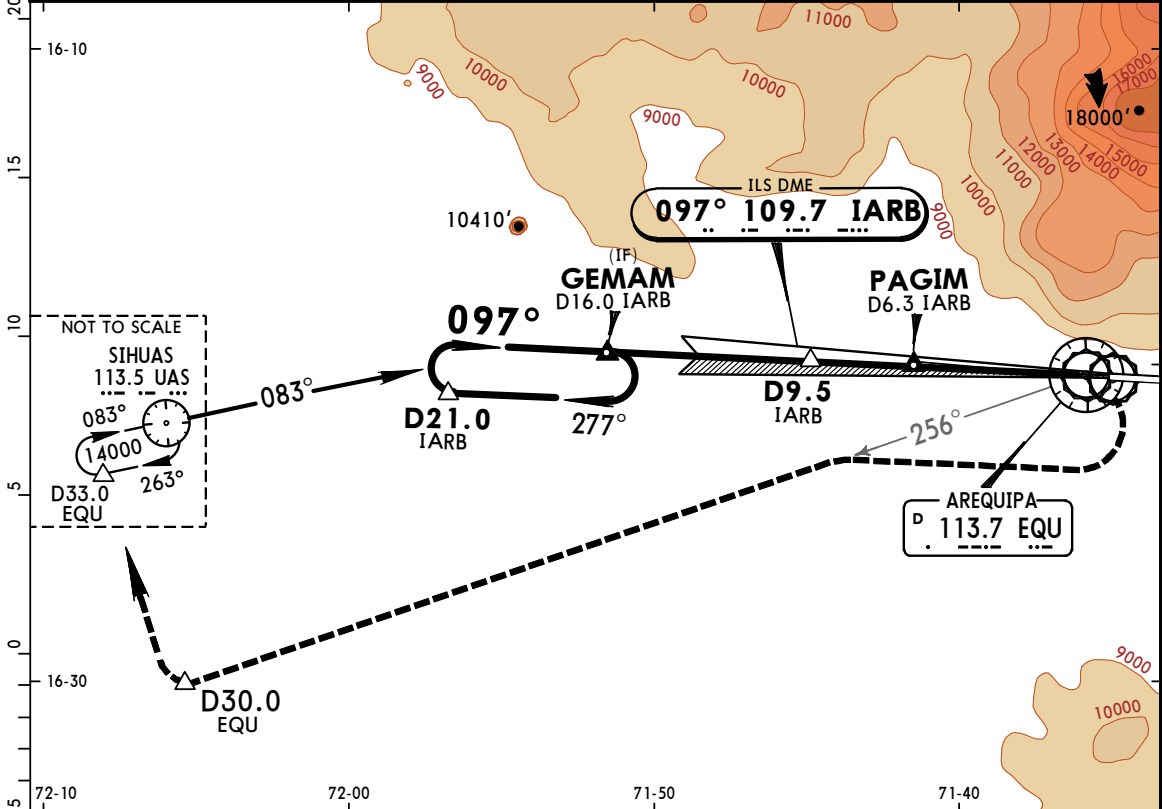 20
16-10
9000
10000
11000
10000
9000
16000
17000
18000'
15000
14000
13000
12000
11000
10000
9000
15
ILS DME
097° 109.7 IARB
10410'
(IF)
GEMAM
D16.0 IARB
PAGIM
D6.3 IARB
10
097°
NOT TO SCALE
SIHUAS
113.5 UAS
083°
083°
14000
263°
D33.0
EQU
D21.0
IARB
277°
D9.5
IARB
256°
5
AREQUIPA
D 113.7 EQU
0
16-30
D30.0
EQU
9000
10000
5
72-10
72-00
71-50
71-40